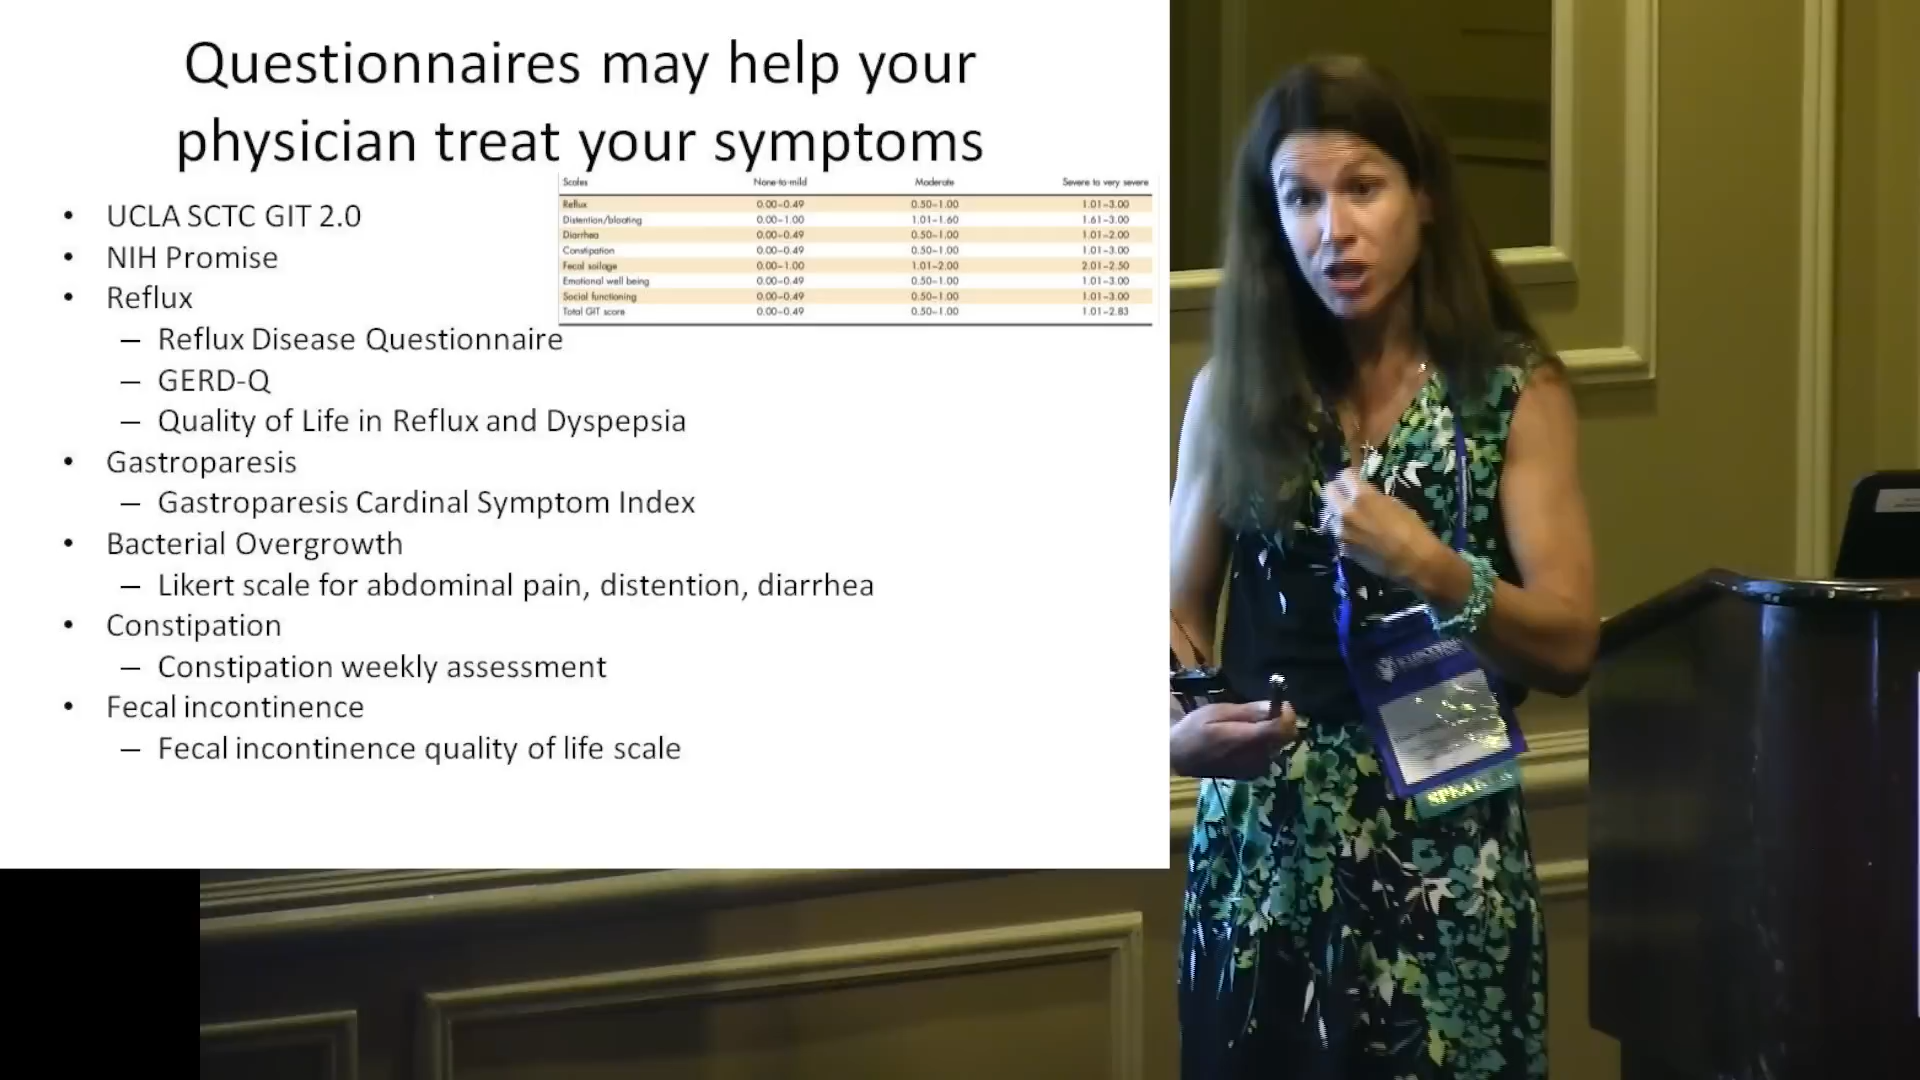 Questionnaires may help your
physician treat your symptoms
• UCLA SCTC GIT 2.0
• NIH Promise
• Reflux
– Reflux Disease Questionnaire
– GERD-Q
– Quality of Life in Reflux and Dyspepsia
• Gastroparesis
– Gastroparesis Cardinal Symptom Index
• Bacterial Overgrowth
– Likert scale for abdominal pain, distention, diarrhea
• Constipation
– Constipation weekly assessment
• Fecal incontinence
– Fecal incontinence quality of life scale
Scales None-to-mild Moderate Severe to very severe
Reflux 0.00–0.49 0.50–1.00 1.01–3.00
Distention/bloating 0.00–1.00 1.01–1.60 1.61–3.00
Diarrhea 0.00–0.49 0.50–1.00 1.01–2.00
Constipation 0.00–0.49 0.50–1.00 1.01–3.00
Fecal soilage 0.00–1.00 1.01–2.00 2.01–2.50
Emotional well being 0.00–0.49 0.50–1.00 1.01–3.00
Social functioning 0.00–0.49 0.50–1.00 1.01–3.00
Total GIT score 0.00–0.49 0.50–1.00 1.01–2.83